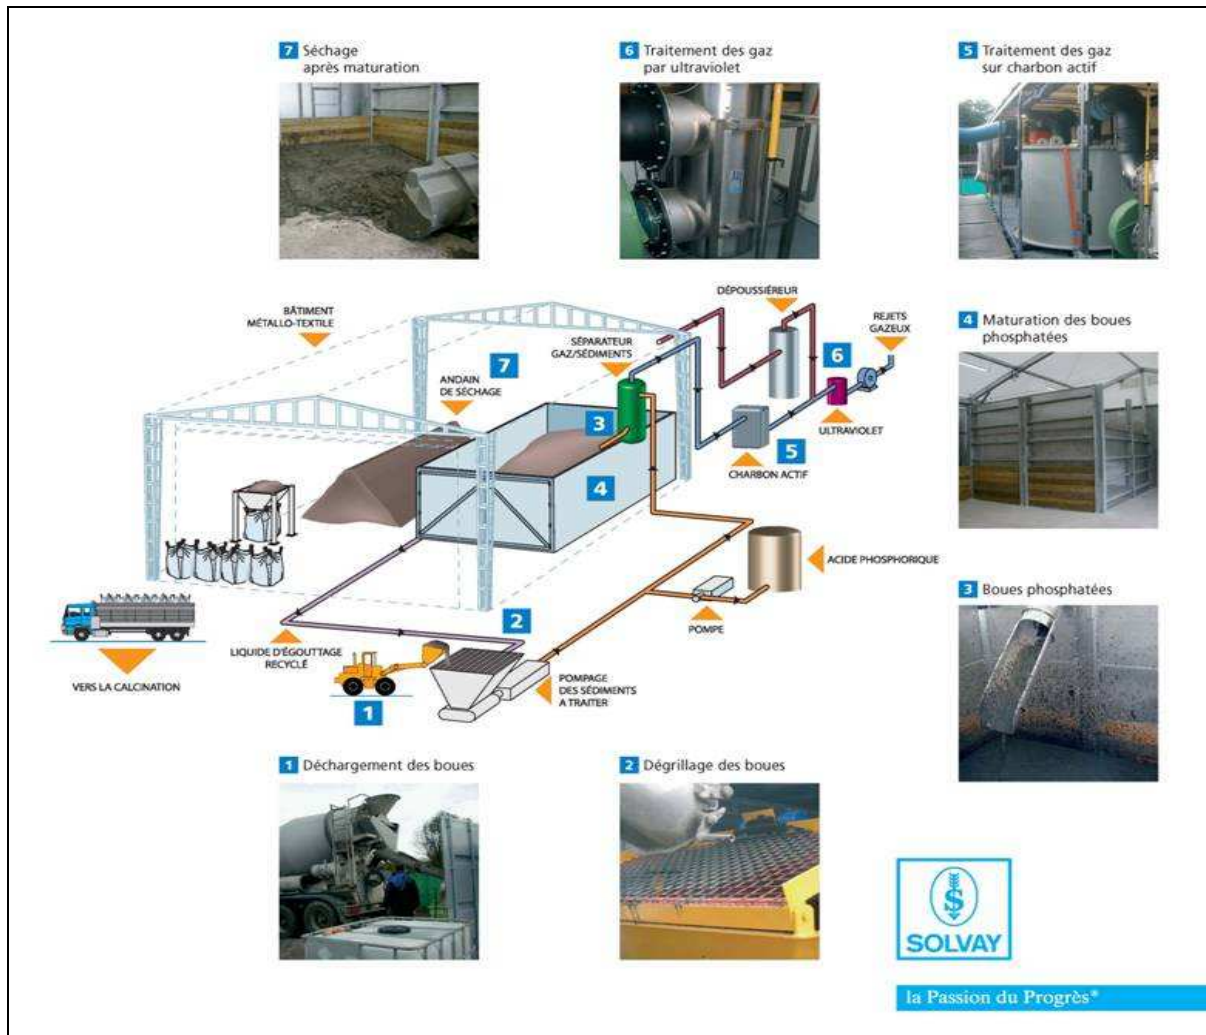 7 Séchage
après maturation
6 Traitement des gaz
par ultraviolet
5 Traitement des gaz
sur charbon actif
DÉPOUSSIÉREUR
BÂTIMENT
MÉTALLO-TEXTILE
REJETS
GAZEUX
4 Maturation des boues
phosphatées
SÉPARATEUR
GAZ/SÉDIMENTS
6
7
ANDAIN
DE SÉCHAGE
3
ULTRAVIOLET
5
CHARBON ACTIF
4
ACIDE PHOSPHORIQUE
3 Boues phosphatées
POMPE
2
LIQUIDE D'ÉGOUTTAGE
RECYCLÉ
VERS LA CALCINATION
POMPAGE
DES SÉDIMENTS
A TRAITER
1
1 Déchargement des boues
2 Dégrillage des boues
S
SOLVAY
la Passion du Progrès®